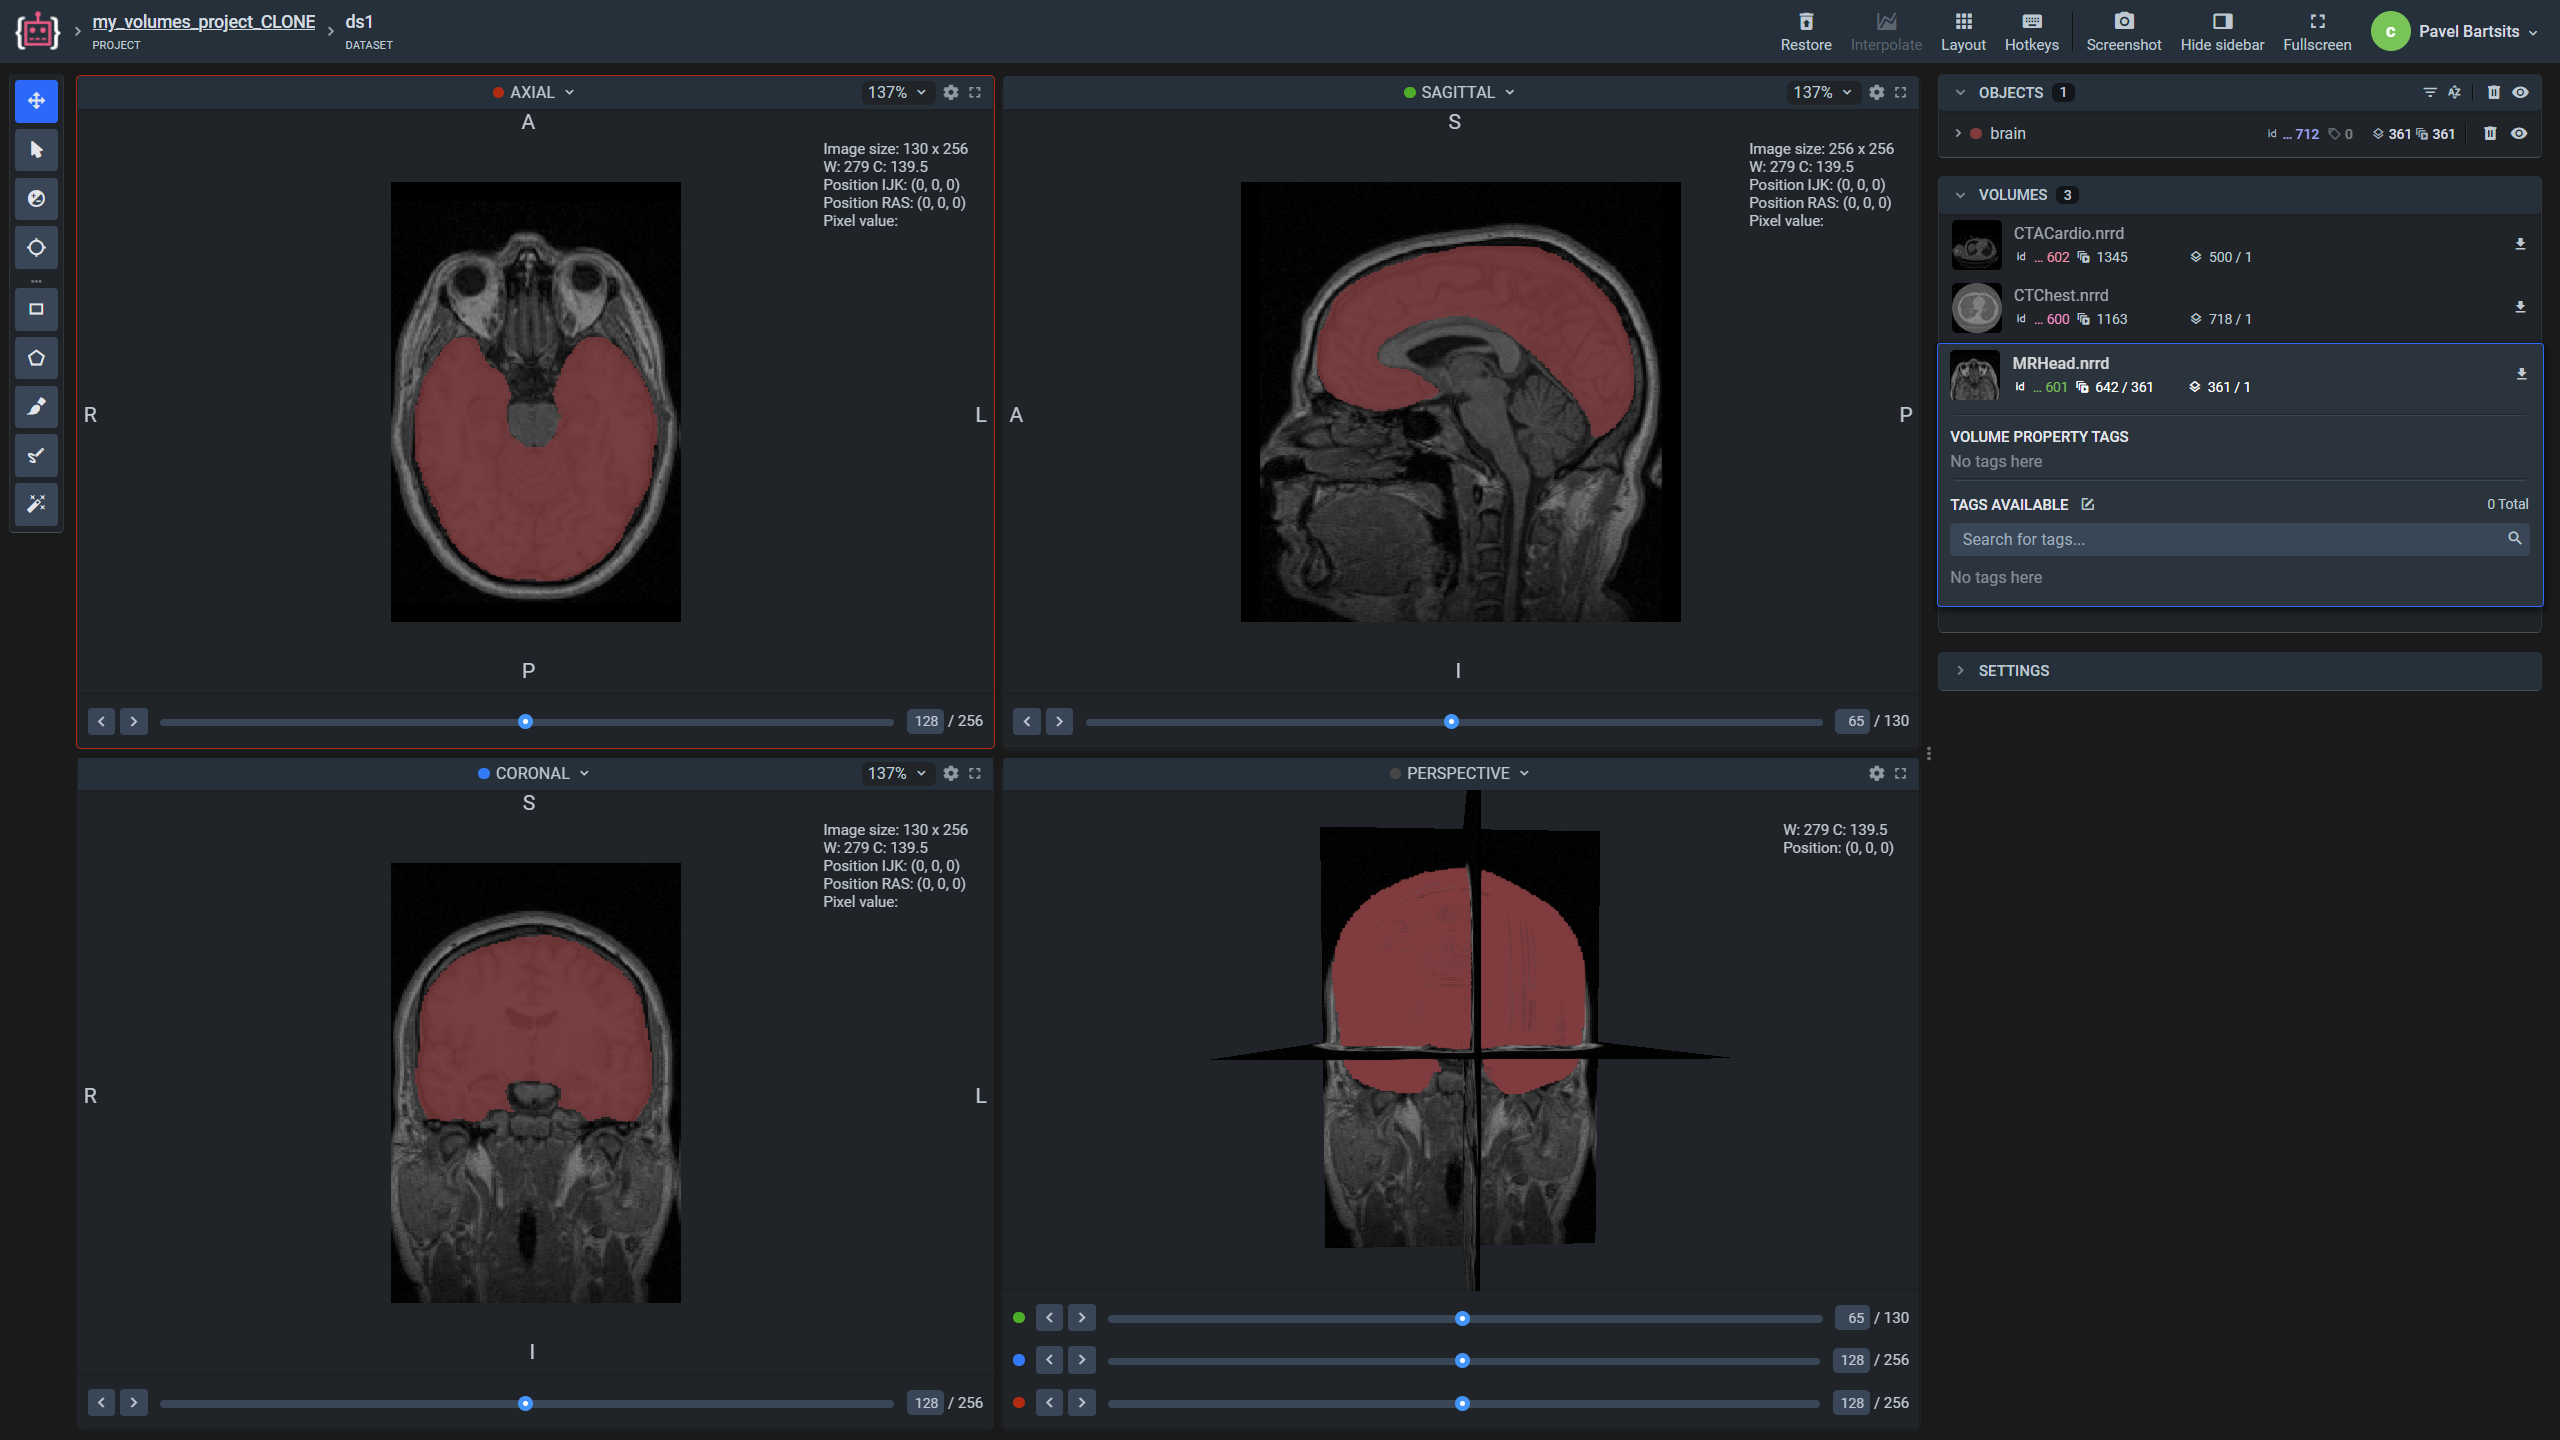 my_volumes_project_CLONE
PROJECT
ds1
DATASET
Restore
Interpolate
Layout
Hotkeys
Screenshot
Hide sidebar
Fullscreen
c
Pavel Bartsits
AXIAL
137%
A
Image size: 130 x 256
W: 279 C: 139.5
Position IJK: (0, 0, 0)
Position RAS: (0, 0, 0)
Pixel value:
R
L
P
128 / 256
SAGITTAL
137%
S
Image size: 256 x 256
W: 279 C: 139.5
Position IJK: (0, 0, 0)
Position RAS: (0, 0, 0)
Pixel value:
A
P
I
65 / 130
CORONAL
137%
S
Image size: 130 x 256
W: 279 C: 139.5
Position IJK: (0, 0, 0)
Position RAS: (0, 0, 0)
Pixel value:
R
L
I
128 / 256
PERSPECTIVE
W: 279 C: 139.5
Position: (0, 0, 0)
65 / 130
128 / 256
128 / 256
OBJECTS 1
brain id ... 712 0 361 361
VOLUMES 3
CTACardio.nrrd
id ... 602 1345 500 / 1
CTChest.nrrd
id ... 600 1163 718 / 1
MRHead.nrrd
id ... 601 642 / 361 361 / 1
VOLUME PROPERTY TAGS
No tags here
TAGS AVAILABLE 0 Total
Search for tags...
No tags here
SETTINGS